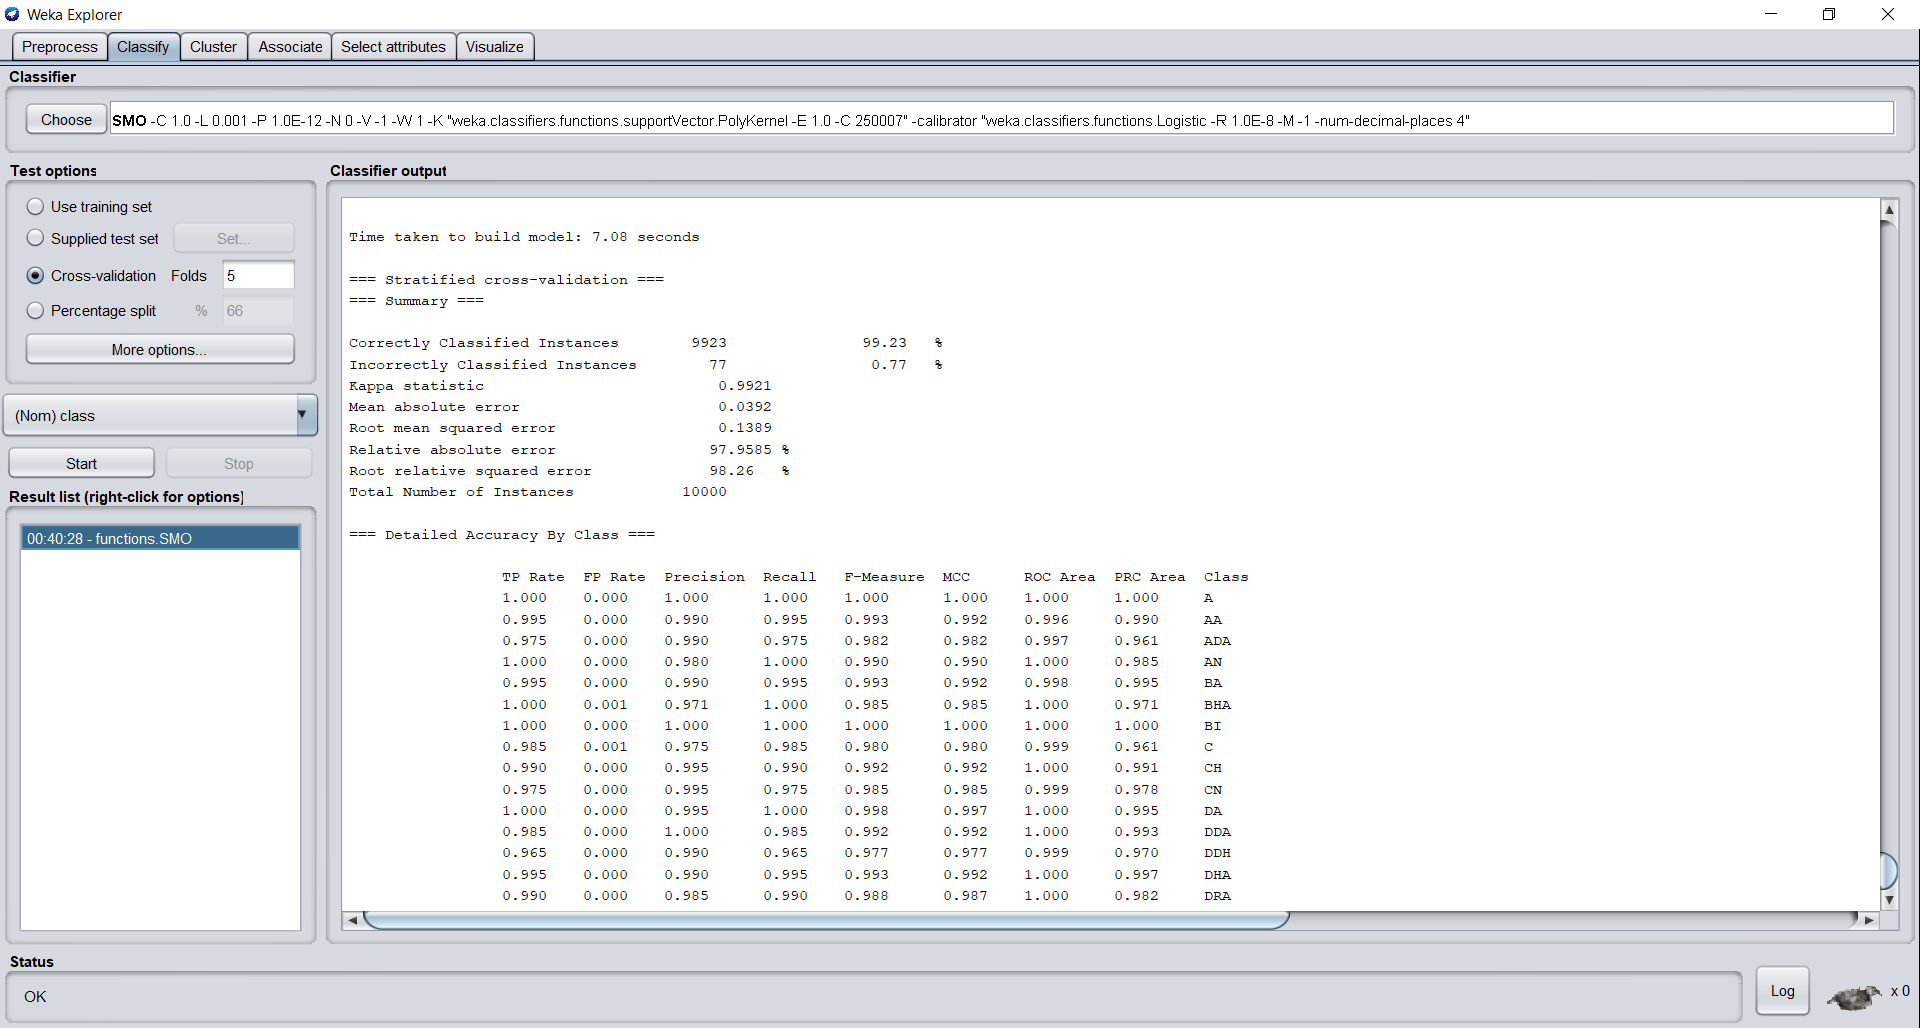 Weka Explorer
Preprocess Classify Cluster Associate Select attributes Visualize
Classifier
Choose SMO -C 1.0 -L 0.001 -P 1.0E-12 -N 0 -V -1 -W 1 -K "weka.classifiers.functions.supportVector.PolyKernel -E 1.0 -C 250007" -calibrator "weka.classifiers.functions.Logistic -R 1.0E-8 -M -1 -num-decimal-places 4"
Test options
Use training set
Supplied test set Set...
Cross-validation Folds 5
Percentage split % 66
More options...
(Nom) class
Start Stop
Result list (right-click for options)
00:40:28 - functions.SMO
Classifier output
Time taken to build model: 7.08 seconds
=== Stratified cross-validation ===
=== Summary ===
Correctly Classified Instances 9923 99.23 %
Incorrectly Classified Instances 77 0.77 %
Kappa statistic 0.9921
Mean absolute error 0.0392
Root mean squared error 0.1389
Relative absolute error 97.9585 %
Root relative squared error 98.26 %
Total Number of Instances 10000
=== Detailed Accuracy By Class ===
TP Rate FP Rate Precision Recall F-Measure MCC ROC Area PRC Area Class
1.000 0.000 1.000 1.000 1.000 1.000 1.000 1.000 A
0.995 0.000 0.990 0.995 0.993 0.992 0.996 0.990 AA
0.975 0.000 0.990 0.975 0.982 0.982 0.997 0.961 ADA
1.000 0.000 0.980 1.000 0.990 0.990 1.000 0.985 AN
0.995 0.000 0.990 0.995 0.993 0.992 0.998 0.995 BA
1.000 0.001 0.971 1.000 0.985 0.985 1.000 0.971 BHA
1.000 0.000 1.000 1.000 1.000 1.000 1.000 1.000 BI
0.985 0.001 0.975 0.985 0.980 0.980 0.999 0.961 C
0.990 0.000 0.995 0.990 0.992 0.992 1.000 0.991 CH
0.975 0.000 0.995 0.975 0.985 0.985 0.999 0.978 CN
1.000 0.000 0.995 1.000 0.998 0.997 1.000 0.995 DA
0.985 0.000 1.000 0.985 0.992 0.992 1.000 0.993 DDA
0.965 0.000 0.990 0.965 0.977 0.977 0.999 0.970 DDH
0.995 0.000 0.990 0.995 0.993 0.992 1.000 0.997 DHA
0.990 0.000 0.985 0.990 0.988 0.987 1.000 0.982 DRA
Status
OK
Log x 0